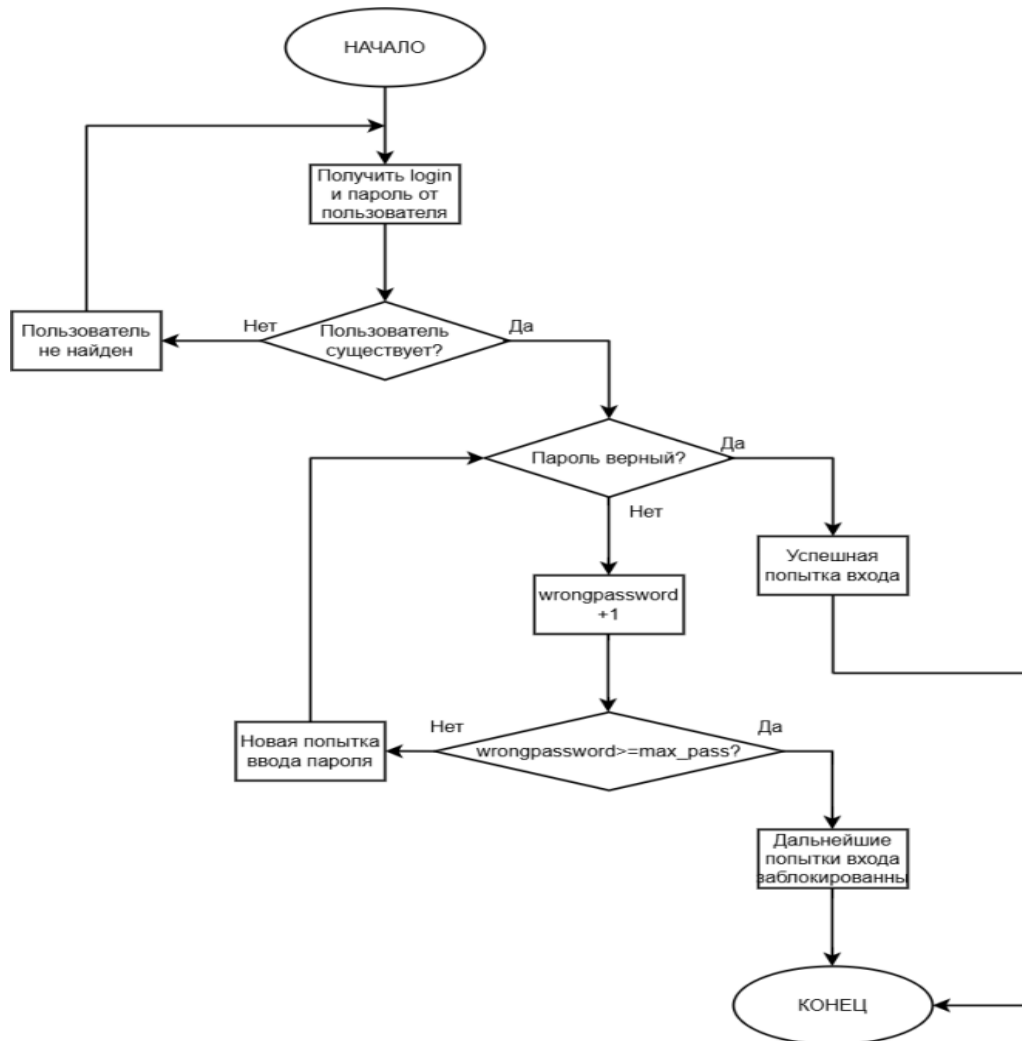 НАЧАЛО
Получить login
и пароль от
пользователя
Пользователь
не найден
Нет
Пользователь
существует?
Да
Пароль верный?
Да
Нет
Успешная
попытка входа
wrongpassword
+1
Новая попытка
ввода пароля
Нет
wrongpassword>=max_pass?
Да
Дальнейшие
попытки входа
заблокированны
КОНЕЦ